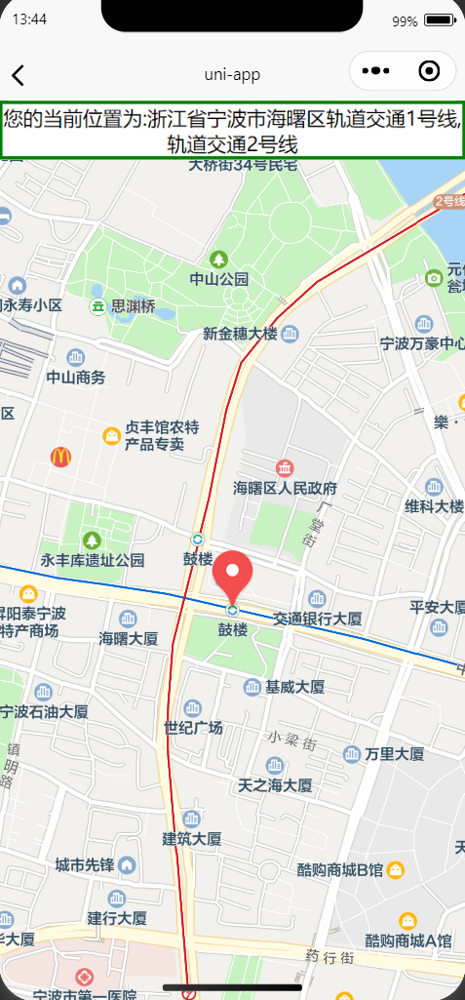 13:44
99%
uni-app
您的当前位置为:浙江省宁波市海曙区轨道交通1号线,
轨道交通2号线
大桥街34号民宅
2号线
中山公园
思渊桥
永寿小区
新金穗大楼
宁波万豪中心
中山商务
区
贞丰馆农特
产品专卖
樂·
海曙区人民政府
维科大楼
厂堂街
永丰库遗址公园
鼓楼
鼓楼
交通银行大厦
平安大厦
昇阳泰宁波
特产商场
海曙大厦
中
基威大厦
宁波石油大厦
世纪广场
小梁街
镇明路
万里大厦
天之海大厦
建筑大厦
天
城市先锋
酷购商城B馆
建行大厦
华大厦
酷购商城A馆
药行街
宁波市第一医院